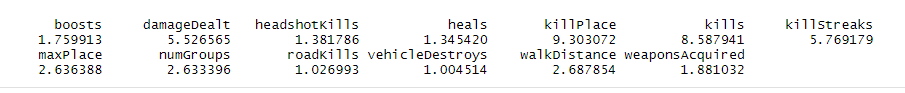 boosts damageDealt headshotKills heals killPlace kills killStreaks
1.759913 5.526565 1.381786 1.345420 9.303072 8.587941 5.769179
maxPlace numGroups roadKills vehicleDestroys walkDistance weaponsAcquired
2.636388 2.633396 1.026993 1.004514 2.687854 1.881032